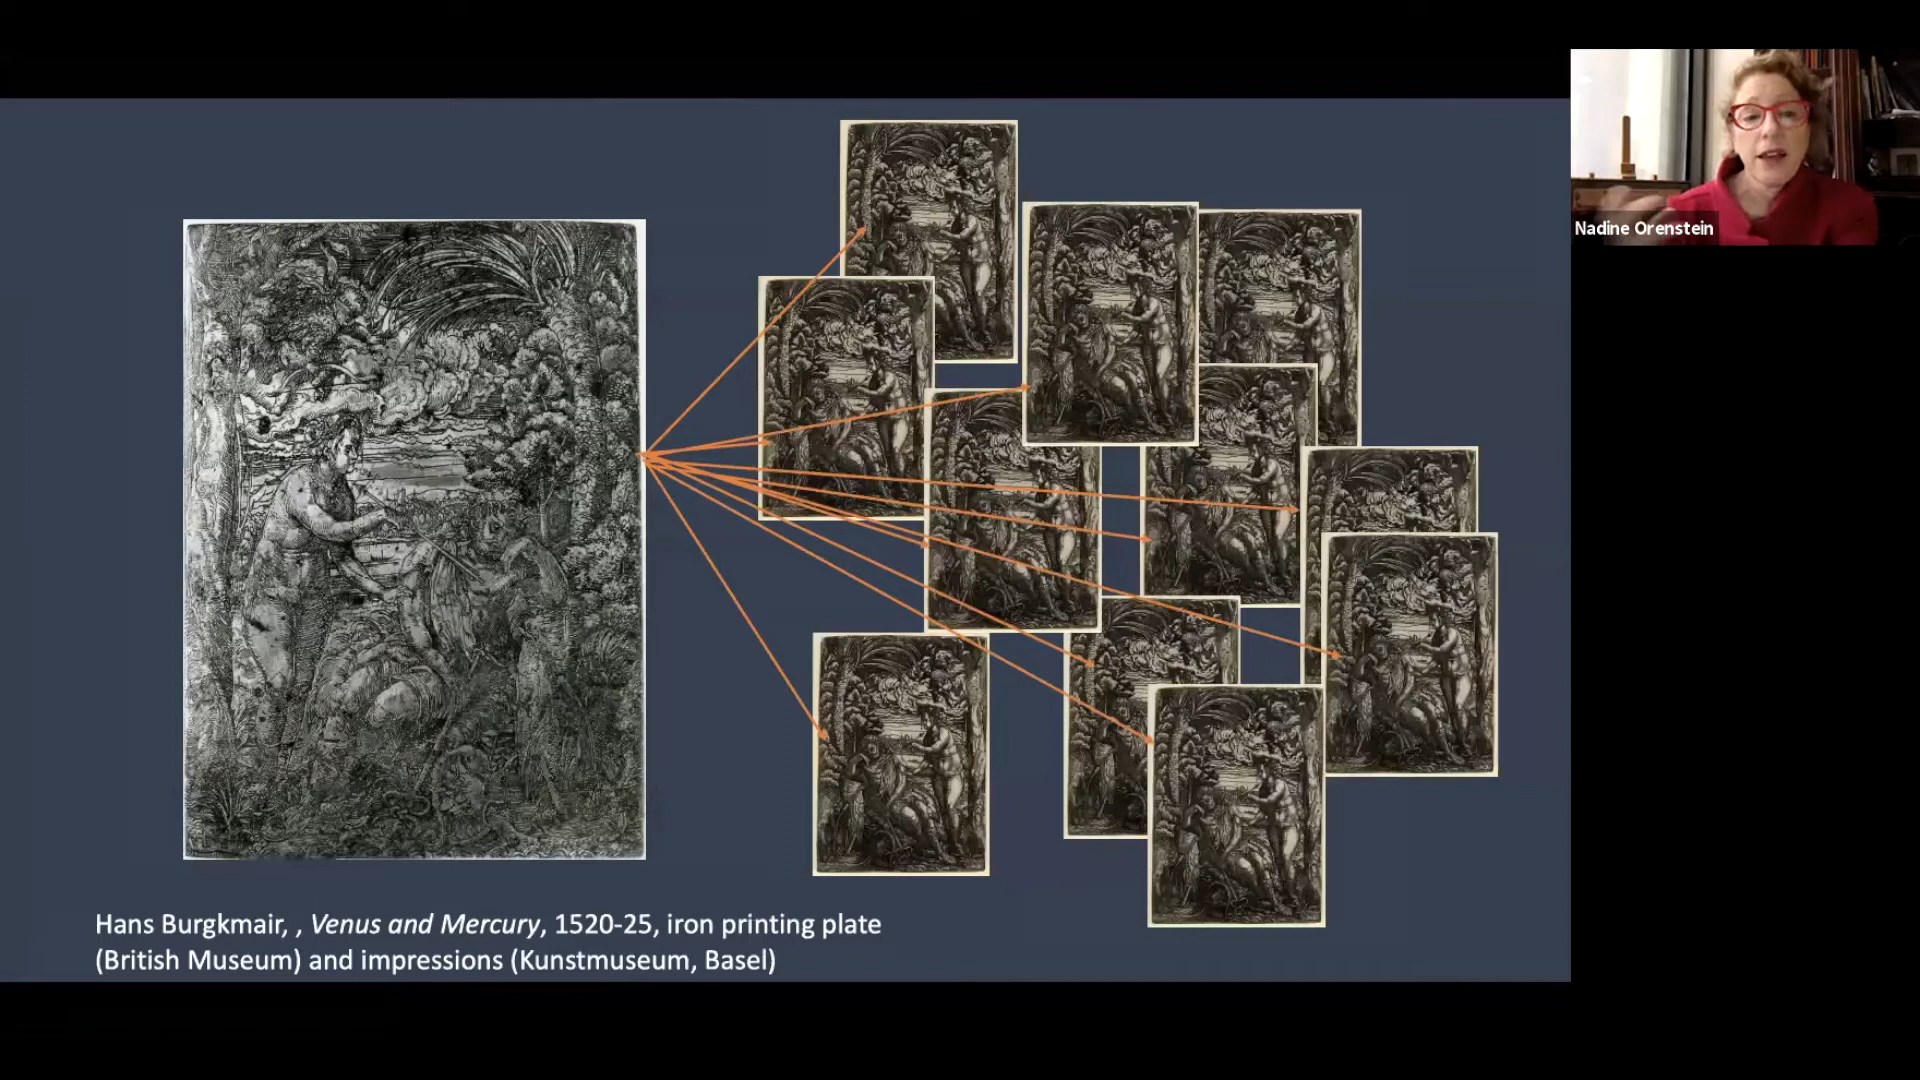 Nadine Orenstein
Hans Burgkmair, , Venus and Mercury, 1520-25, iron printing plate
(British Museum) and impressions (Kunstmuseum, Basel)